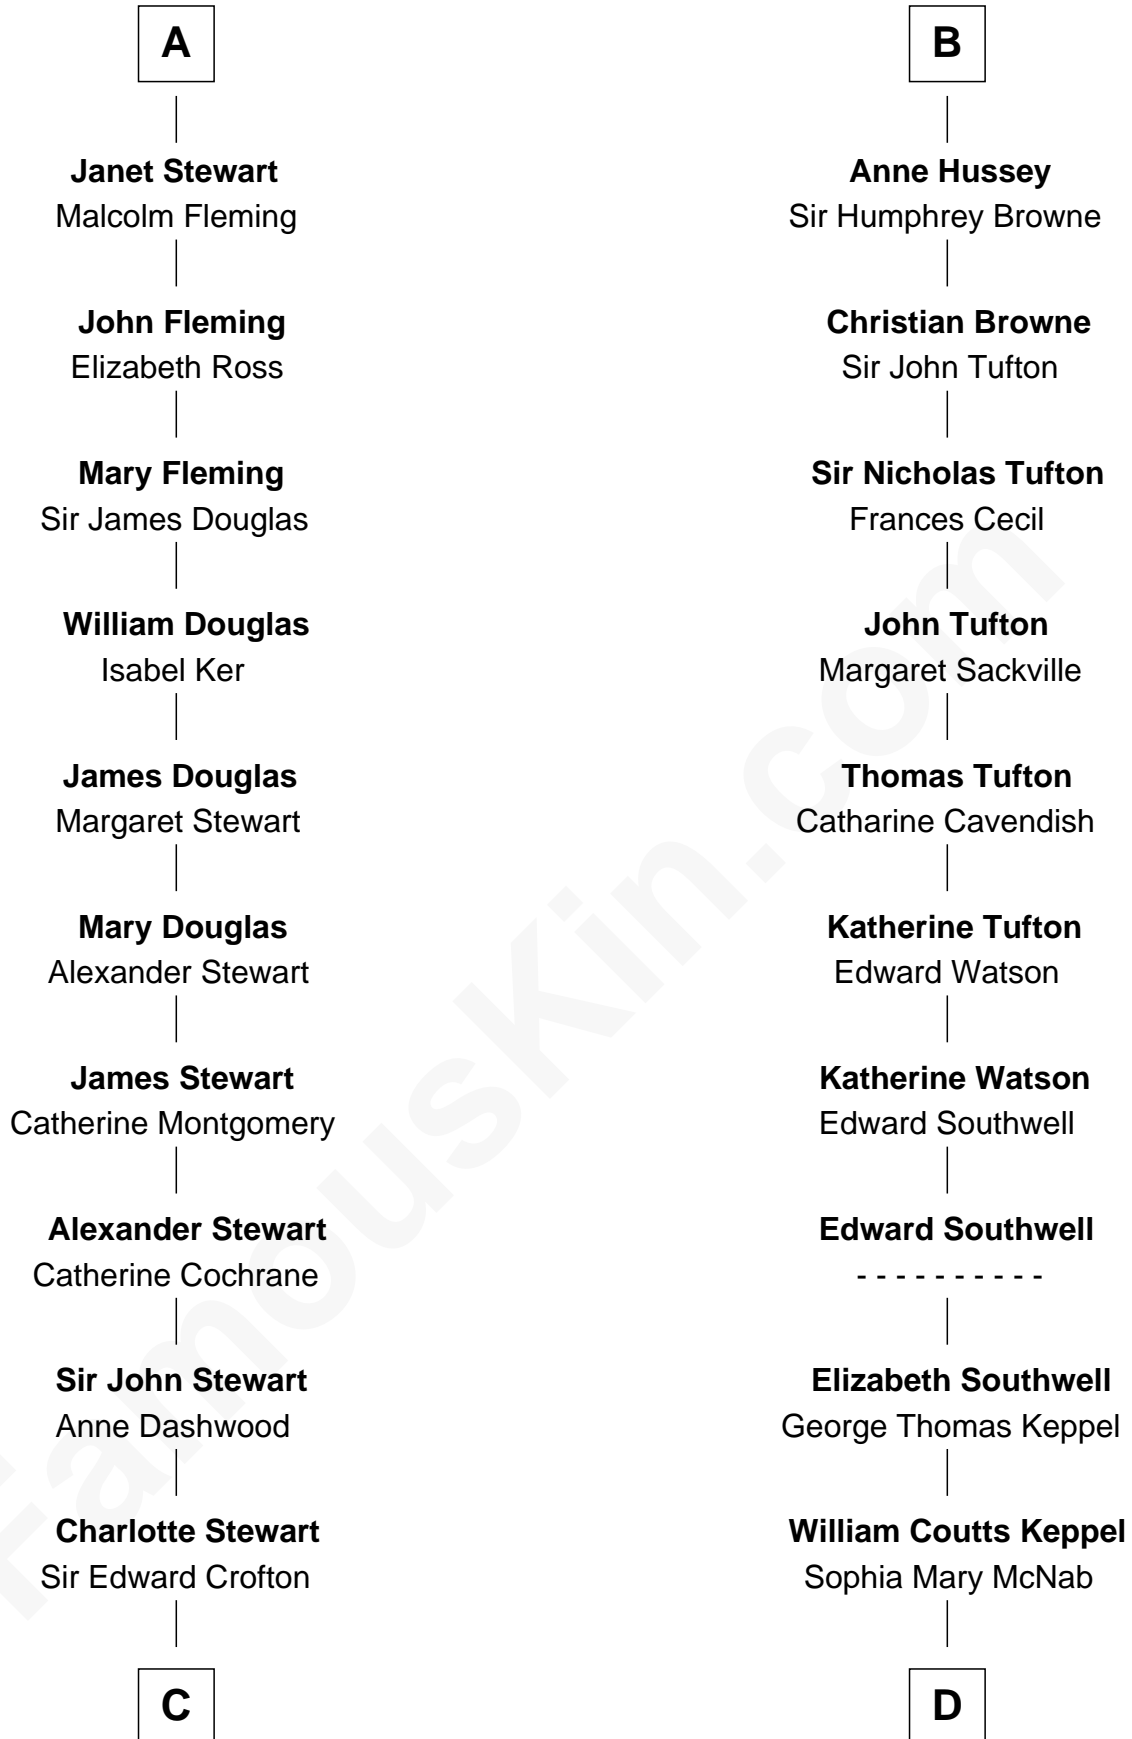 A
Janet Stewart
Malcolm Fleming
John Fleming
Elizabeth Ross
Mary Fleming
Sir James Douglas
William Douglas
Isabel Ker
James Douglas
Margaret Stewart
Mary Douglas
Alexander Stewart
James Stewart
Catherine Montgomery
Alexander Stewart
Catherine Cochrane
Sir John Stewart
Anne Dashwood
Charlotte Stewart
Sir Edward Crofton
C
B
Anne Hussey
Sir Humphrey Browne
Christian Browne
Sir John Tufton
Sir Nicholas Tufton
Frances Cecil
John Tufton
Margaret Sackville
Thomas Tufton
Catharine Cavendish
Katherine Tufton
Edward Watson
Katherine Watson
Edward Southwell
Edward Southwell
- - - - - - - - - -
Elizabeth Southwell
George Thomas Keppel
William Coutts Keppel
Sophia Mary McNab
D
FamousKin.com